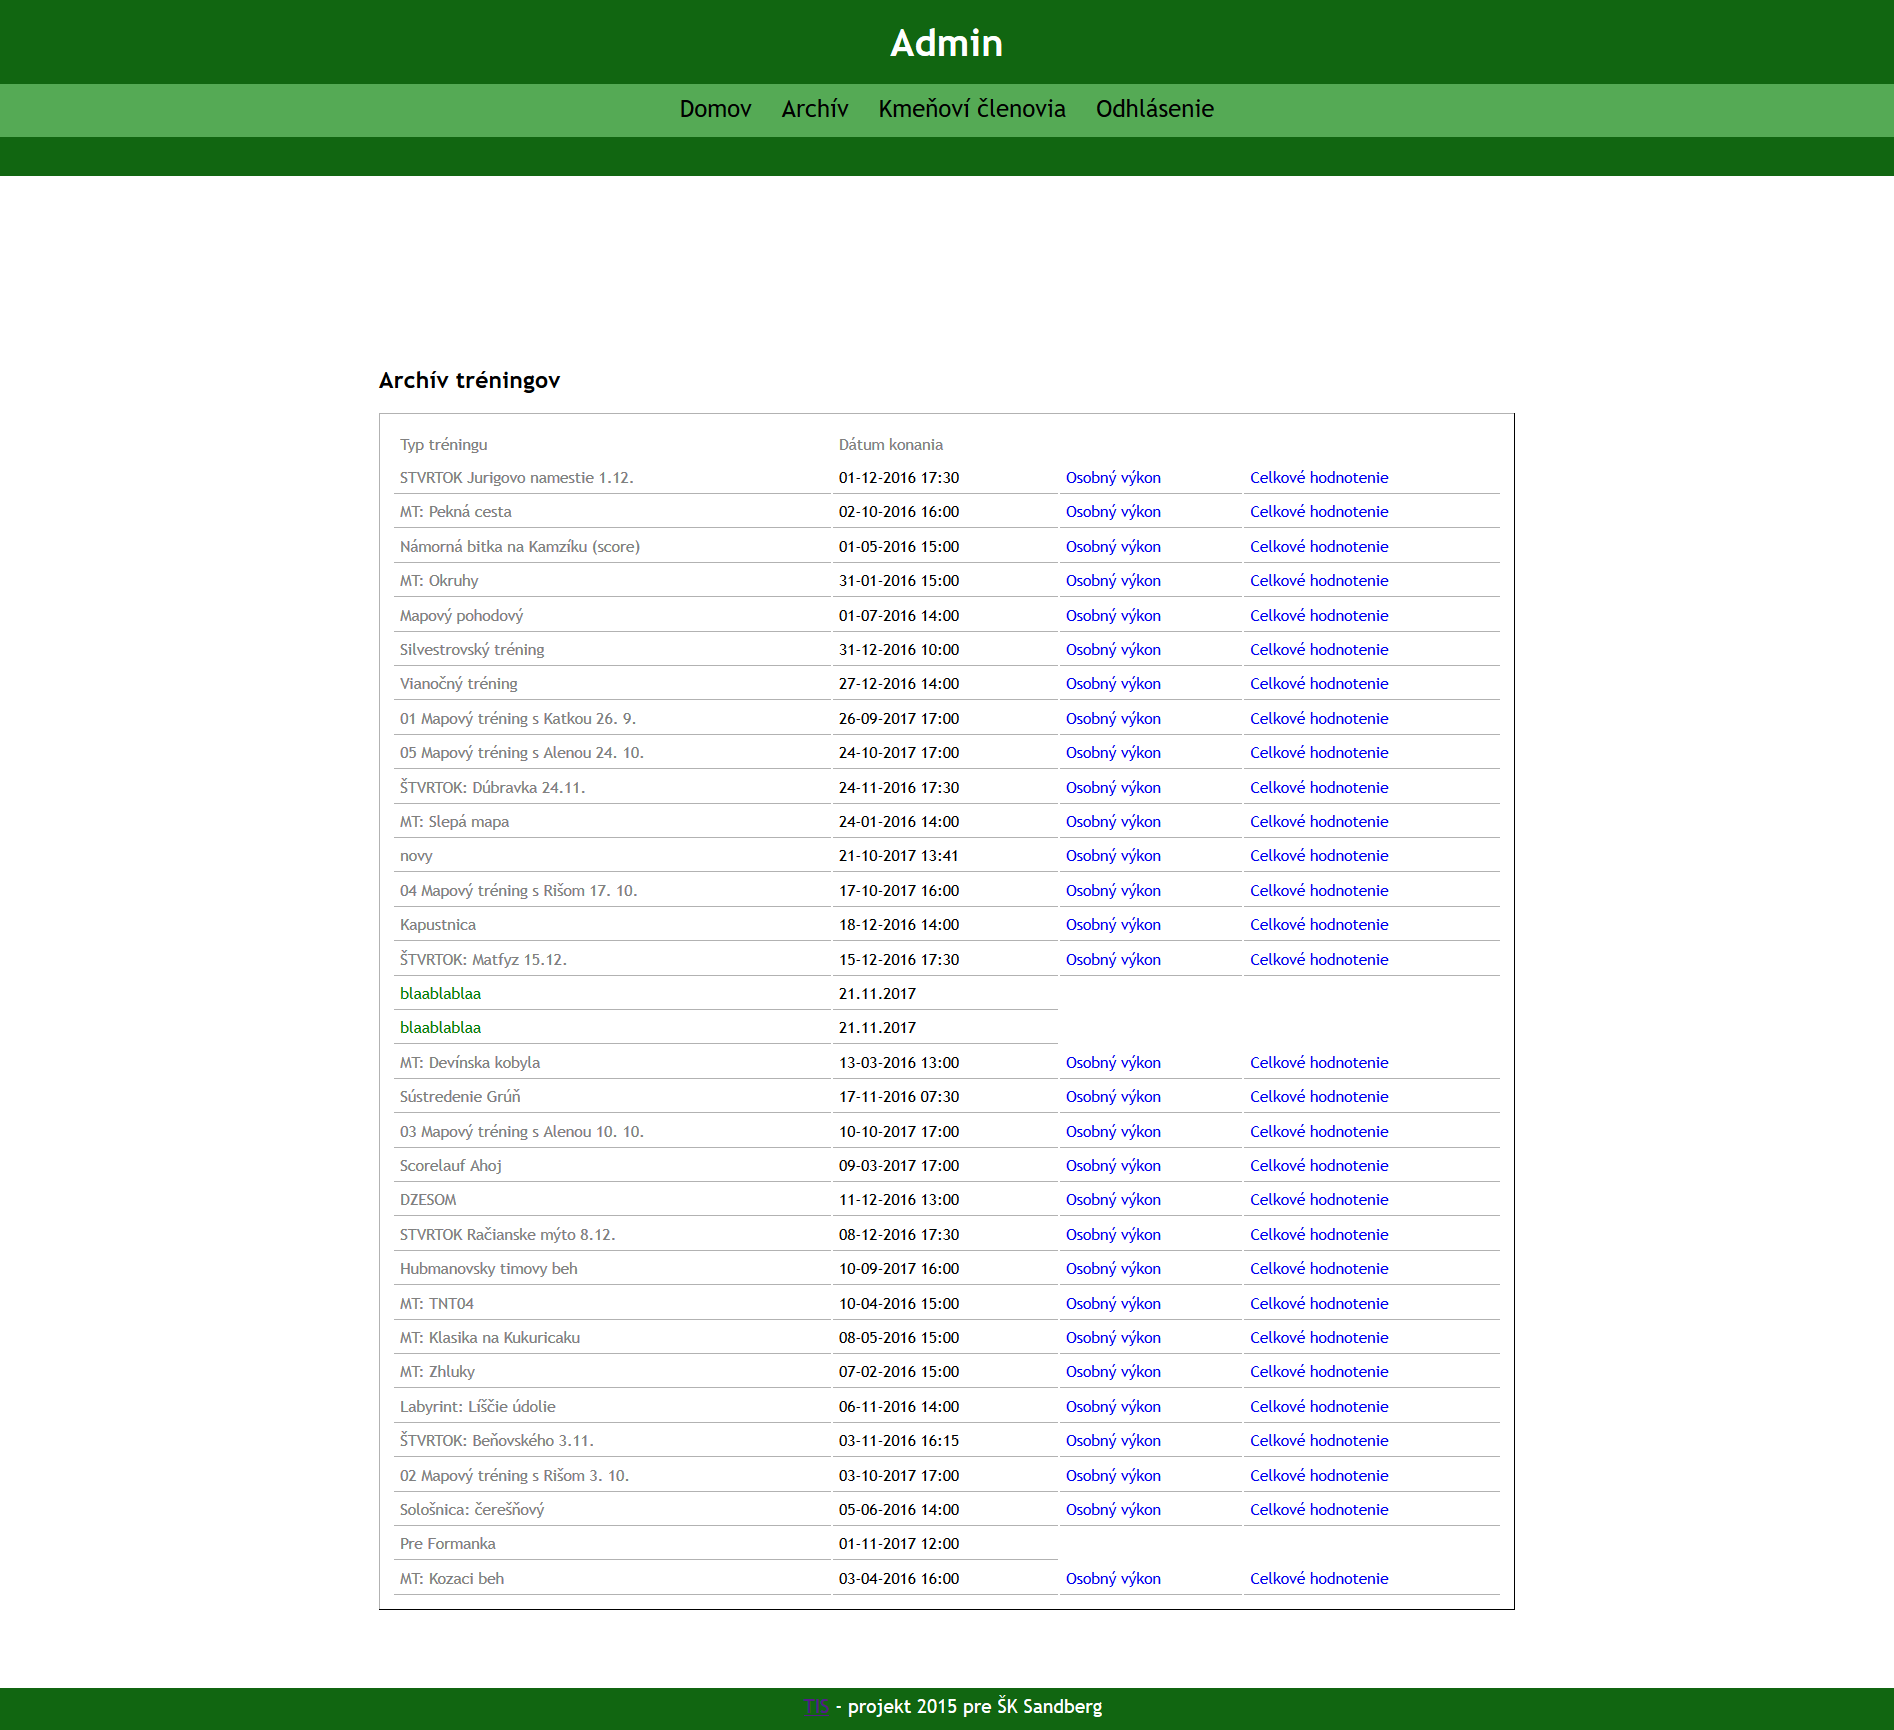 Admin
Domov Archív Kmeňoví členovia Odhlásenie
Archív tréningov
Typ tréningu Dátum konania
STVRTOK Jurigovo namestie 1.12. 01-12-2016 17:30 Osobný výkon Celkové hodnotenie
MT: Pekná cesta 02-10-2016 16:00 Osobný výkon Celkové hodnotenie
Námorná bitka na Kamzíku (score) 01-05-2016 15:00 Osobný výkon Celkové hodnotenie
MT: Okruhy 31-01-2016 15:00 Osobný výkon Celkové hodnotenie
Mapový pohodový 01-07-2016 14:00 Osobný výkon Celkové hodnotenie
Silvestrovský tréning 31-12-2016 10:00 Osobný výkon Celkové hodnotenie
Vianočný tréning 27-12-2016 14:00 Osobný výkon Celkové hodnotenie
01 Mapový tréning s Katkou 26. 9. 26-09-2017 17:00 Osobný výkon Celkové hodnotenie
05 Mapový tréning s Alenou 24. 10. 24-10-2017 17:00 Osobný výkon Celkové hodnotenie
ŠTVRTOK: Dúbravka 24.11. 24-11-2016 17:30 Osobný výkon Celkové hodnotenie
MT: Slepá mapa 24-01-2016 14:00 Osobný výkon Celkové hodnotenie
novy 21-10-2017 13:41 Osobný výkon Celkové hodnotenie
04 Mapový tréning s Rišom 17. 10. 17-10-2017 16:00 Osobný výkon Celkové hodnotenie
Kapustnica 18-12-2016 14:00 Osobný výkon Celkové hodnotenie
ŠTVRTOK: Matfyz 15.12. 15-12-2016 17:30 Osobný výkon Celkové hodnotenie
blaablablaa 21.11.2017
blaablablaa 21.11.2017
MT: Devínska kobyla 13-03-2016 13:00 Osobný výkon Celkové hodnotenie
Sústredenie Grúň 17-11-2016 07:30 Osobný výkon Celkové hodnotenie
03 Mapový tréning s Alenou 10. 10. 10-10-2017 17:00 Osobný výkon Celkové hodnotenie
Scorelauf Ahoj 09-03-2017 17:00 Osobný výkon Celkové hodnotenie
DZESOM 11-12-2016 13:00 Osobný výkon Celkové hodnotenie
STVRTOK Račianske mýto 8.12. 08-12-2016 17:30 Osobný výkon Celkové hodnotenie
Hubmanovsky timovy beh 10-09-2017 16:00 Osobný výkon Celkové hodnotenie
MT: TNT04 10-04-2016 15:00 Osobný výkon Celkové hodnotenie
MT: Klasika na Kukuricaku 08-05-2016 15:00 Osobný výkon Celkové hodnotenie
MT: Zhluky 07-02-2016 15:00 Osobný výkon Celkové hodnotenie
Labyrint: Líščie údolie 06-11-2016 14:00 Osobný výkon Celkové hodnotenie
ŠTVRTOK: Beňovského 3.11. 03-11-2016 16:15 Osobný výkon Celkové hodnotenie
02 Mapový tréning s Rišom 3. 10. 03-10-2017 17:00 Osobný výkon Celkové hodnotenie
Sološnica: čerešňový 05-06-2016 14:00 Osobný výkon Celkové hodnotenie
Pre Formanka 01-11-2017 12:00
MT: Kozaci beh 03-04-2016 16:00 Osobný výkon Celkové hodnotenie
TIS - projekt 2015 pre ŠK Sandberg